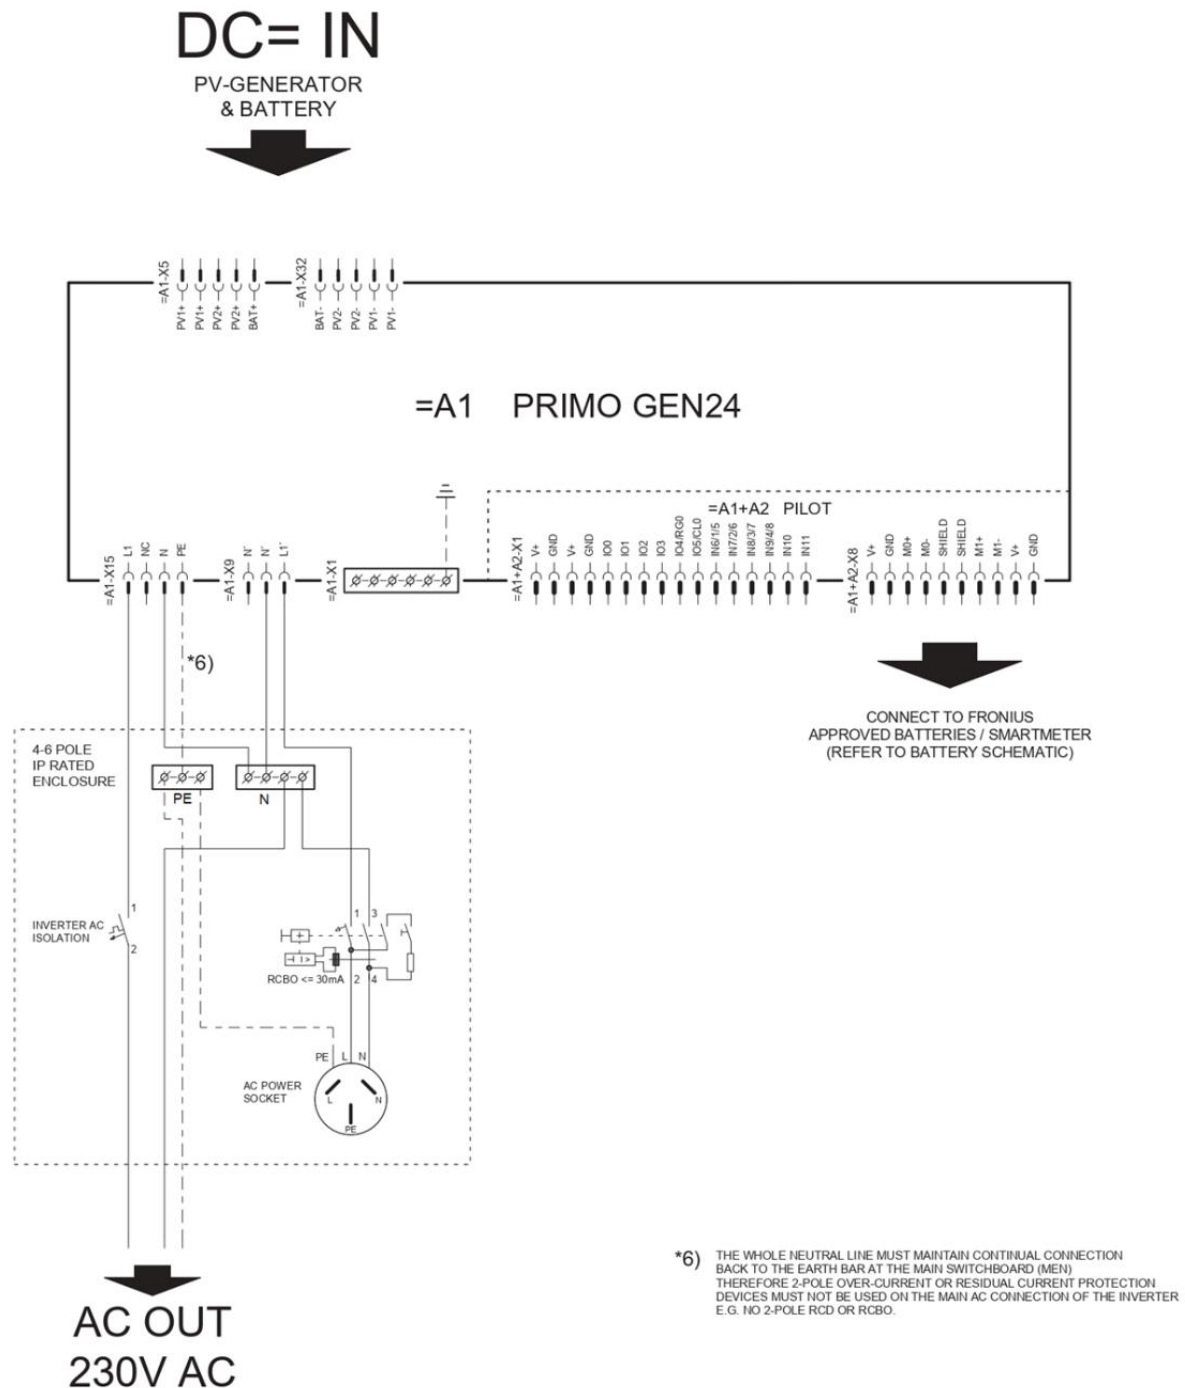 DC= IN
PV-GENERATOR
& BATTERY
=A1-X5
PV1+
PV1+
PV2+
PV2+
BAT+
=A1-X32
BAT-
PV2-
PV2-
PV1-
PV1-
=A1 PRIMO GEN24
=A1+A2 PILOT
=A1-X15
L1
NC
N
PE
=A1-X9
N´
N´
L1´
=A1-X1
=A1+A2-X1
V+
GND
V+
GND
IO0
IO1
IO2
IO3
IO4/RG0
IO5/CL0
IN6/1/5
IN7/2/6
IN8/3/7
IN9/4/8
IN10
IN11
=A1+A2-X8
V+
GND
M0+
M0-
SHIELD
SHIELD
M1+
M1-
V+
GND
*6)
CONNECT TO FRONIUS
APPROVED BATTERIES / SMARTMETER
(REFER TO BATTERY SCHEMATIC)
4-6 POLE
IP RATED
ENCLOSURE
PE
N
INVERTER AC
ISOLATION
1
2
1 3
RCBO <= 30mA 2 4
PE L N
AC POWER
SOCKET
L N
PE
*6) THE WHOLE NEUTRAL LINE MUST MAINTAIN CONTINUAL CONNECTION
BACK TO THE EARTH BAR AT THE MAIN SWITCHBOARD (MEN)
THEREFORE 2-POLE OVER-CURRENT OR RESIDUAL CURRENT PROTECTION
DEVICES MUST NOT BE USED ON THE MAIN AC CONNECTION OF THE INVERTER
E.G. NO 2-POLE RCD OR RCBO.
AC OUT
230V AC